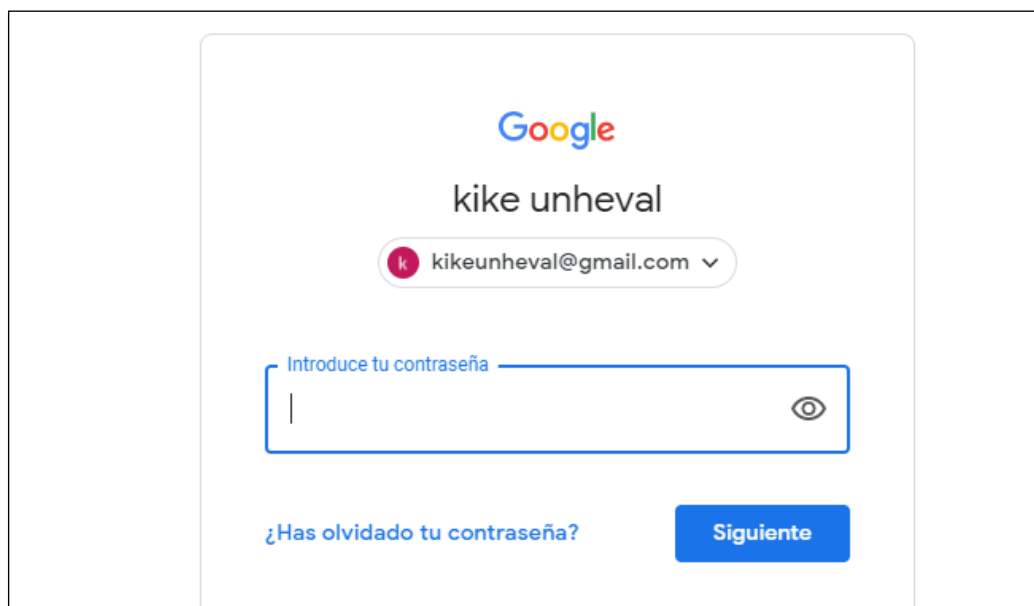 Google
kike unheval
k kikeunheval@gmail.com
Introduce tu contraseña
¿Has olvidado tu contraseña? Siguiente